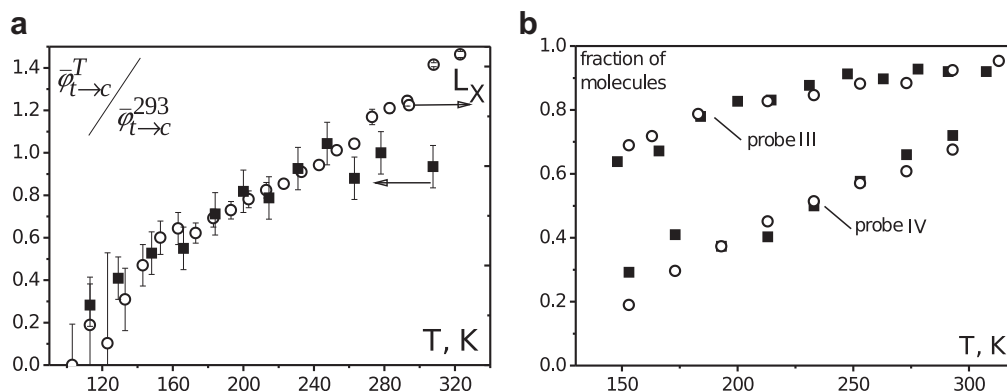 a
φ̄ᵀt→c / φ̄²⁹³t→c
L_X
1.4
1.2
1.0
0.8
0.6
0.4
0.2
0.0
120 160 200 240 280 320
T, K
b
fraction of
molecules
probe III
probe IV
1.0
0.8
0.6
0.4
0.2
0.0
150 200 250 300
T, K